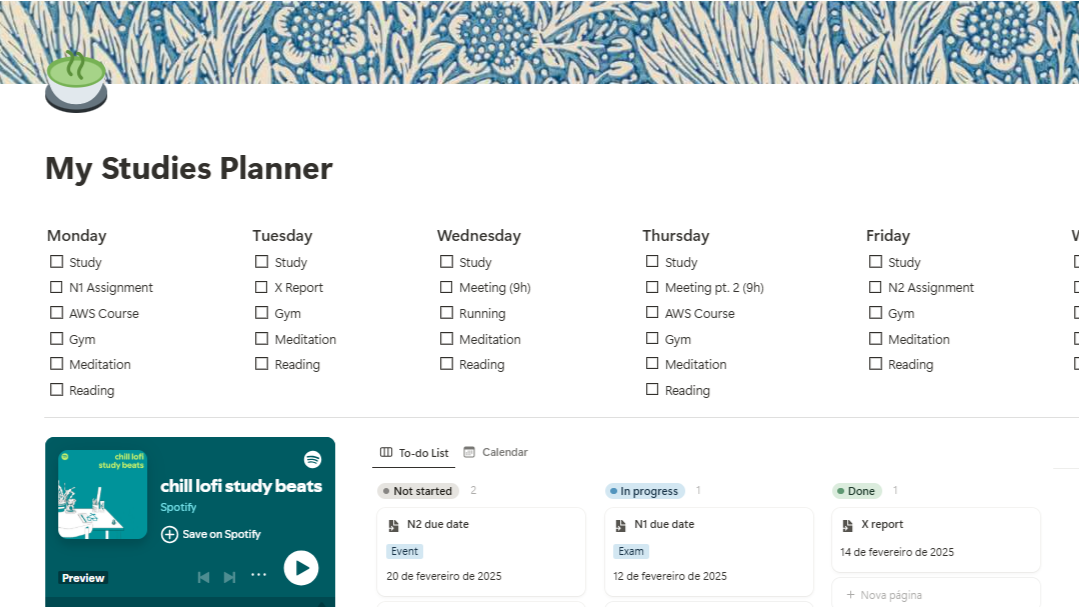 My Studies Planner
Monday
Study
N1 Assignment
AWS Course
Gym
Meditation
Reading
Tuesday
Study
X Report
Gym
Meditation
Reading
Wednesday
Study
Meeting (9h)
Running
Meditation
Reading
Thursday
Study
Meeting pt. 2 (9h)
AWS Course
Gym
Meditation
Reading
Friday
Study
N2 Assignment
Gym
Meditation
Reading
chill lofi
study beats
chill lofi study beats
Spotify
Save on Spotify
Preview
To-do List
Calendar
Not started 2
N2 due date
Event
20 de fevereiro de 2025
In progress 1
N1 due date
Exam
12 de fevereiro de 2025
Done 1
X report
14 de fevereiro de 2025
+ Nova página